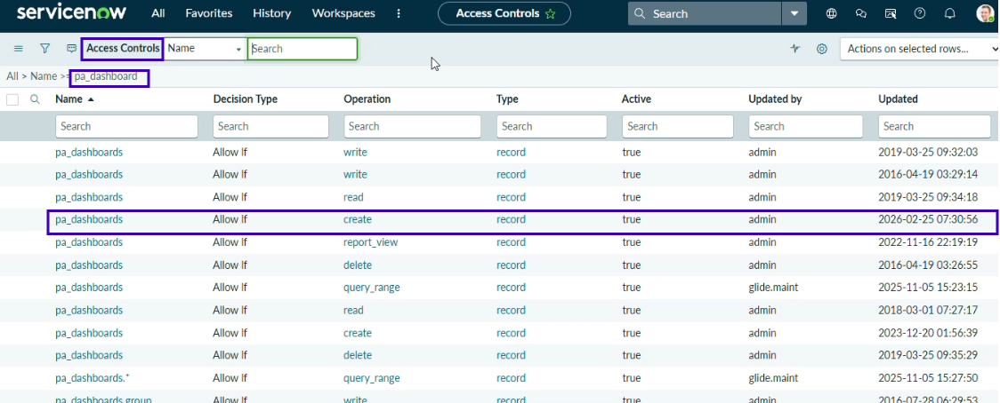 servicenow All Favorites History Workspaces Access Controls Search
Access Controls Name Search Actions on selected rows...
All > Name >= pa_dashboard
Name Decision Type Operation Type Active Updated by Updated
Search Search Search Search Search Search Search
pa_dashboards Allow If write record true admin 2019-03-25 09:32:03
pa_dashboards Allow If write record true admin 2016-04-19 03:29:14
pa_dashboards Allow If read record true admin 2019-03-25 09:34:18
pa_dashboards Allow If create record true admin 2026-02-25 07:30:56
pa_dashboards Allow If report_view record true admin 2022-11-16 22:19:19
pa_dashboards Allow If delete record true admin 2016-04-19 03:26:55
pa_dashboards Allow If query_range record true glide.maint 2025-11-05 15:23:15
pa_dashboards Allow If read record true admin 2018-03-01 07:27:17
pa_dashboards Allow If create record true admin 2023-12-20 01:56:39
pa_dashboards Allow If delete record true admin 2019-03-25 09:35:29
pa_dashboards.* Allow If query_range record true glide.maint 2025-11-05 15:27:50
pa_dashboards_group Allow If write record true admin 2016-07-28 06:29:53